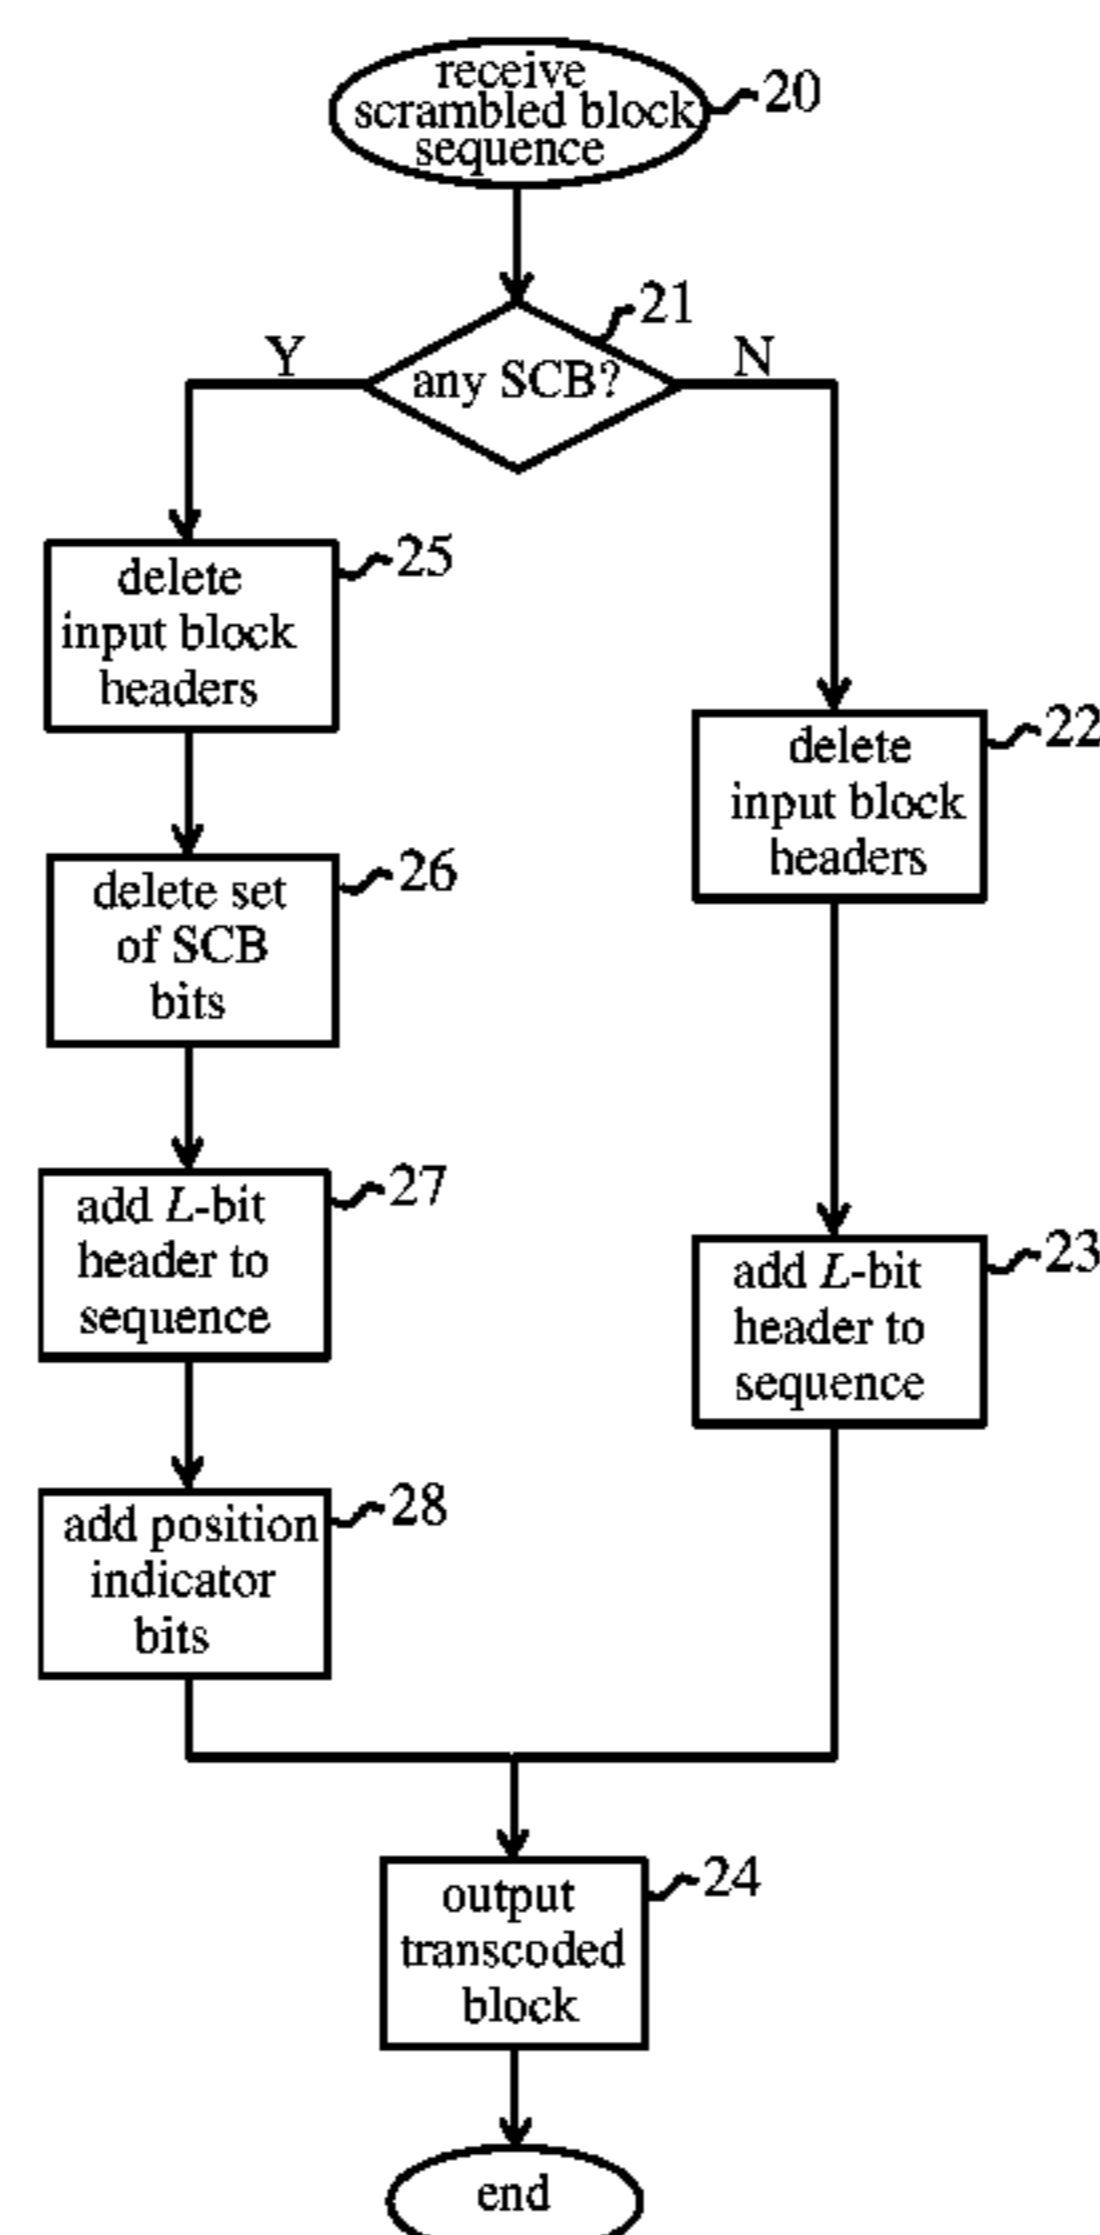 receive
scrambled block
sequence
20
21
Y
any SCB?
N
delete
input block
headers
25
delete
input block
headers
22
delete set
of SCB
bits
26
add L-bit
header to
sequence
27
add L-bit
header to
sequence
23
add position
indicator
bits
28
output
transcoded
block
24
end